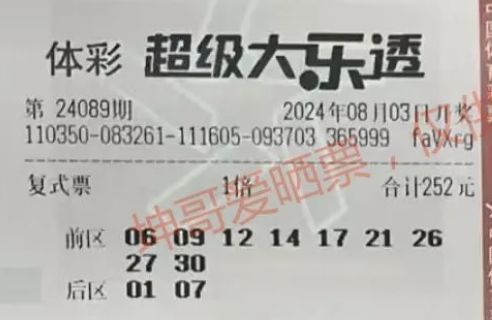 体彩 超级大乐透
第 24089期 2024年08月03日开奖
110350-083261-111605-093703 365999 faVXrg
复式票 1倍 合计252元
前区 06 09 12 14 17 21 26
27 30
后区 01 07
坤哥爱晒票，仅供